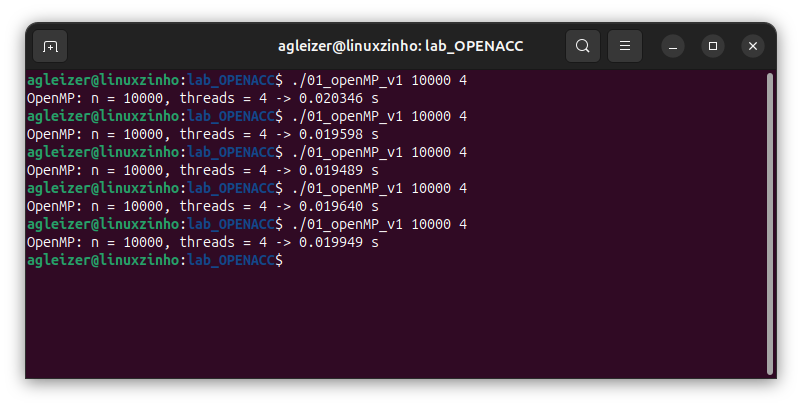 agleizer@linuxzinho: lab_OPENACC
agleizer@linuxzinho:lab_OPENACC$ ./01_openMP_v1 10000 4
OpenMP: n = 10000, threads = 4 -> 0.020346 s
agleizer@linuxzinho:lab_OPENACC$ ./01_openMP_v1 10000 4
OpenMP: n = 10000, threads = 4 -> 0.019598 s
agleizer@linuxzinho:lab_OPENACC$ ./01_openMP_v1 10000 4
OpenMP: n = 10000, threads = 4 -> 0.019489 s
agleizer@linuxzinho:lab_OPENACC$ ./01_openMP_v1 10000 4
OpenMP: n = 10000, threads = 4 -> 0.019640 s
agleizer@linuxzinho:lab_OPENACC$ ./01_openMP_v1 10000 4
OpenMP: n = 10000, threads = 4 -> 0.019949 s
agleizer@linuxzinho:lab_OPENACC$